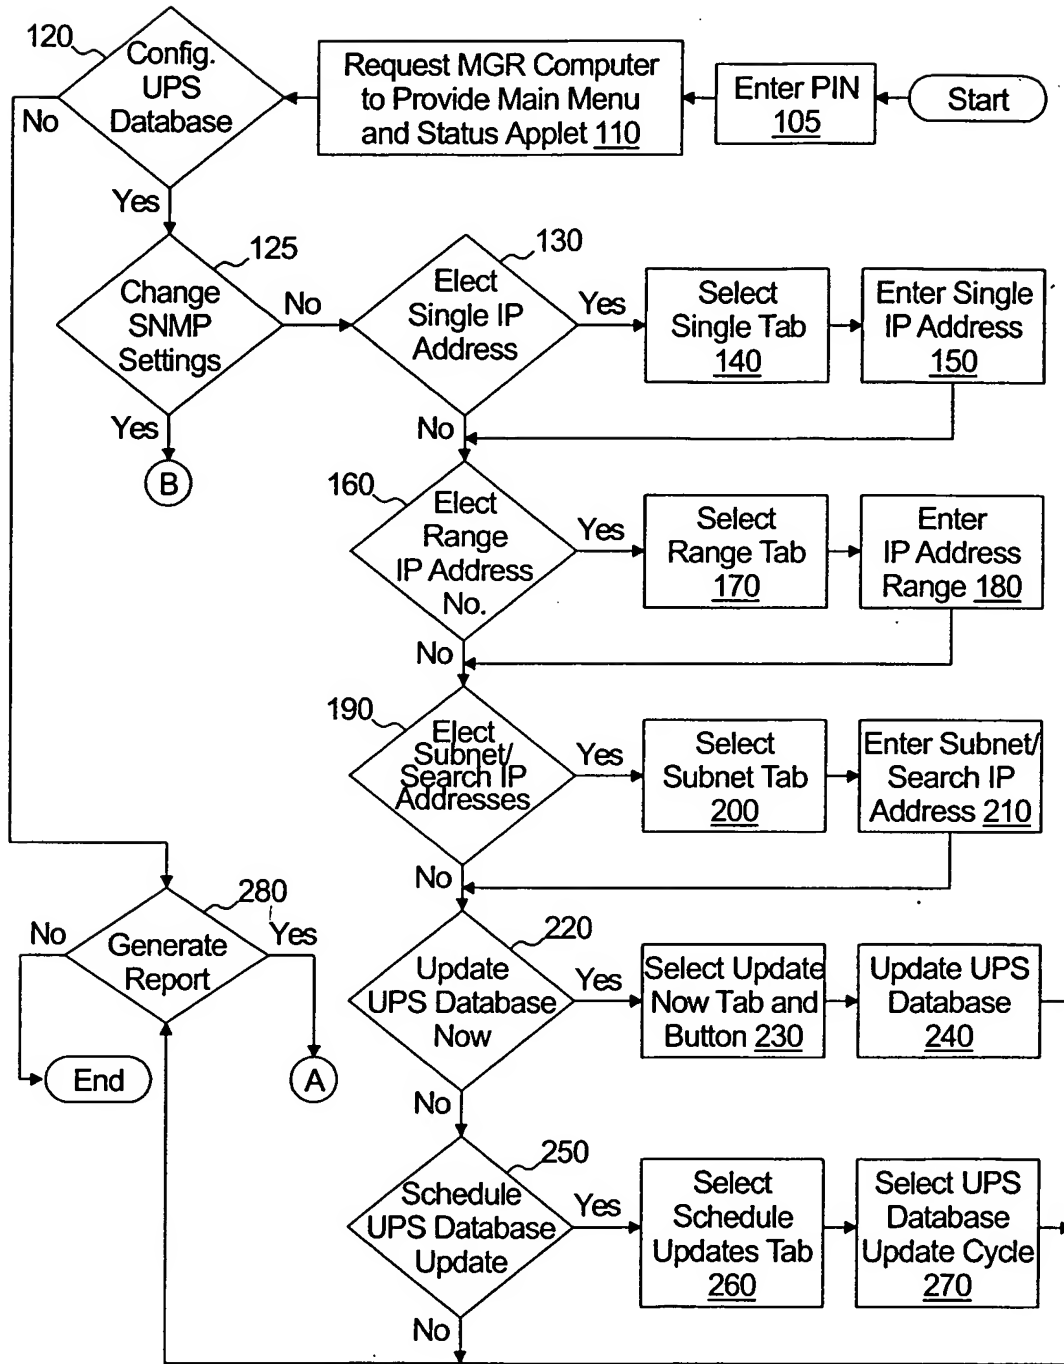 120
Config.
UPS
Database
Request MGR Computer
to Provide Main Menu
and Status Applet 110
Enter PIN
105
Start
No
Yes
125
Change
SNMP
Settings
No
Yes
B
130
Elect
Single IP
Address
Yes
Select
Single Tab
140
Enter Single
IP Address
150
No
160
Elect
Range
IP Address
No.
Yes
Select
Range Tab
170
Enter
IP Address
Range 180
No
190
Elect
Subnet/
Search IP
Addresses
Yes
Select
Subnet Tab
200
Enter Subnet/
Search IP
Address 210
No
280
Generate
Report
No
Yes
End
A
220
Update
UPS Database
Now
Yes
Select Update
Now Tab and
Button 230
Update UPS
Database
240
No
250
Schedule
UPS Database
Update
Yes
Select
Schedule
Updates Tab
260
Select UPS
Database
Update Cycle
270
No